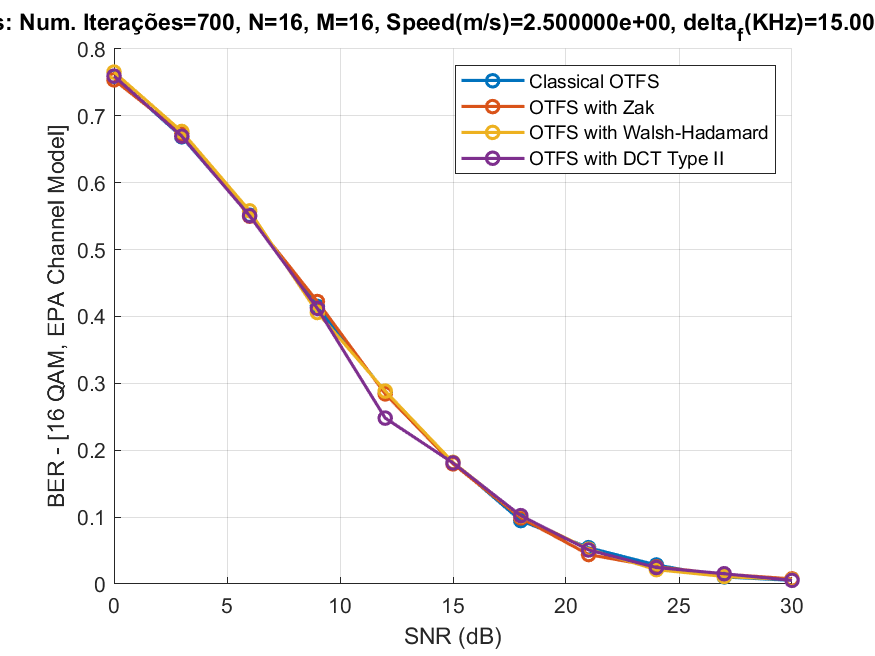 s: Num. Iterações=700, N=16, M=16, Speed(m/s)=2.500000e+00, delta_f(KHz)=15.00
0.8
0.7
0.6
0.5
0.4
0.3
0.2
0.1
0
BER - [16 QAM, EPA Channel Model]
Classical OTFS
OTFS with Zak
OTFS with Walsh-Hadamard
OTFS with DCT Type II
0 5 10 15 20 25 30
SNR (dB)